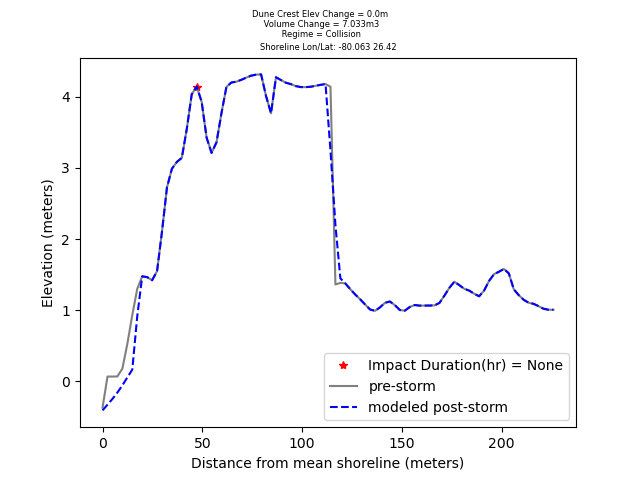 Dune Crest Elev Change = 0.0m
Volume Change = 7.033m3
Regime = Collision
Shoreline Lon/Lat: -80.063 26.42
Elevation (meters)
4
3
2
1
0
Impact Duration(hr) = None
pre-storm
modeled post-storm
0 50 100 150 200
Distance from mean shoreline (meters)